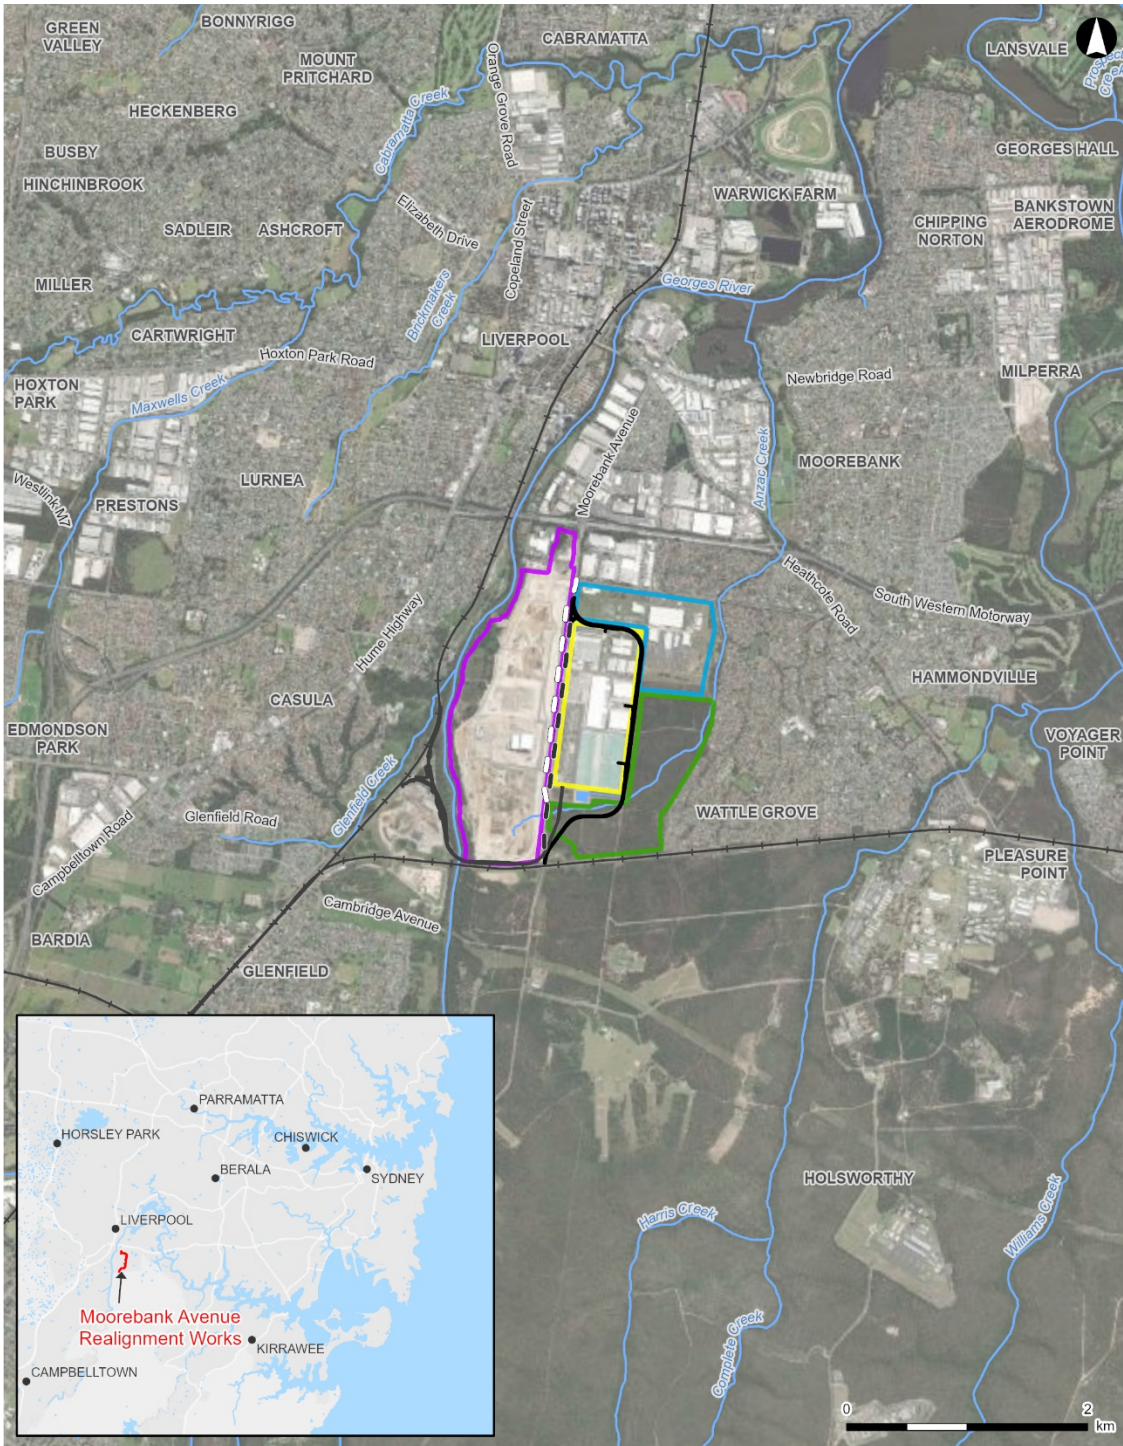 GREEN
VALLEY
BONNYRIGG
CABRAMATTA
LANSVALE
Prospect
Creek
MOUNT
PRITCHARD
Orange Grove Road
HECKENBERG
Cabramatta Creek
BUSBY
GEORGES HALL
HINCHINBROOK
WARWICK FARM
BANKSTOWN
AERODROME
Elizabeth Drive
Copeland Street
CHIPPING
NORTON
SADLEIR
ASHCROFT
MILLER
Georges River
Brickmakers
Creek
CARTWRIGHT
LIVERPOOL
Hoxton Park Road
HOXTON
PARK
Maxwells Creek
Newbridge Road
MILPERRA
Moorebank Avenue
Anzac Creek
MOOREBANK
LURNEA
Westlink M7
PRESTONS
Heathcote Road
South Western Motorway
Hume Highway
HAMMONDVILLE
CASULA
EDMONDSON
PARK
VOYAGER
POINT
Glenfield Creek
Glenfield Road
WATTLE GROVE
Campbelltown Road
PLEASURE
POINT
Cambridge Avenue
BARDIA
GLENFIELD
HOLSWORTHY
Harris Creek
Williams Creek
Complete Creek
PARRAMATTA
HORSLEY PARK
CHISWICK
BERALA
SYDNEY
LIVERPOOL
Moorebank Avenue
Realignment Works
KIRRAWEE
CAMPBELLTOWN
0
2
km